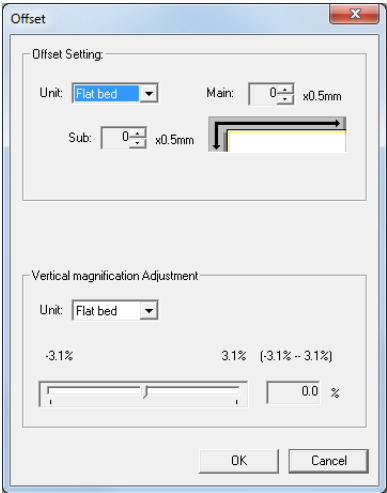 Offset
Offset Setting:
Unit: Flat bed Main: 0 x0.5mm
Sub: 0 x0.5mm
Vertical magnification Adjustment
Unit: Flat bed
-3.1% 3.1% (-3.1% -- 3.1%)
0.0 %
OK Cancel